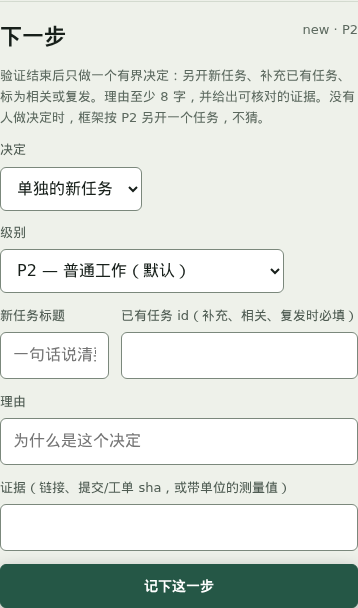 下一步
new · P2
验证结束后只做一个有界决定：另开新任务、补充已有任务、
标为相关或复发。理由至少 8 字，并给出可核对的证据。没有
人做决定时，框架按 P2 另开一个任务，不猜。
决定
单独的新任务
级别
P2 — 普通工作（默认）
新任务标题
已有任务 id（补充、相关、复发时必填）
一句话说清
理由
为什么是这个决定
证据（链接、提交/工单 sha，或带单位的测量值）
记下这一步